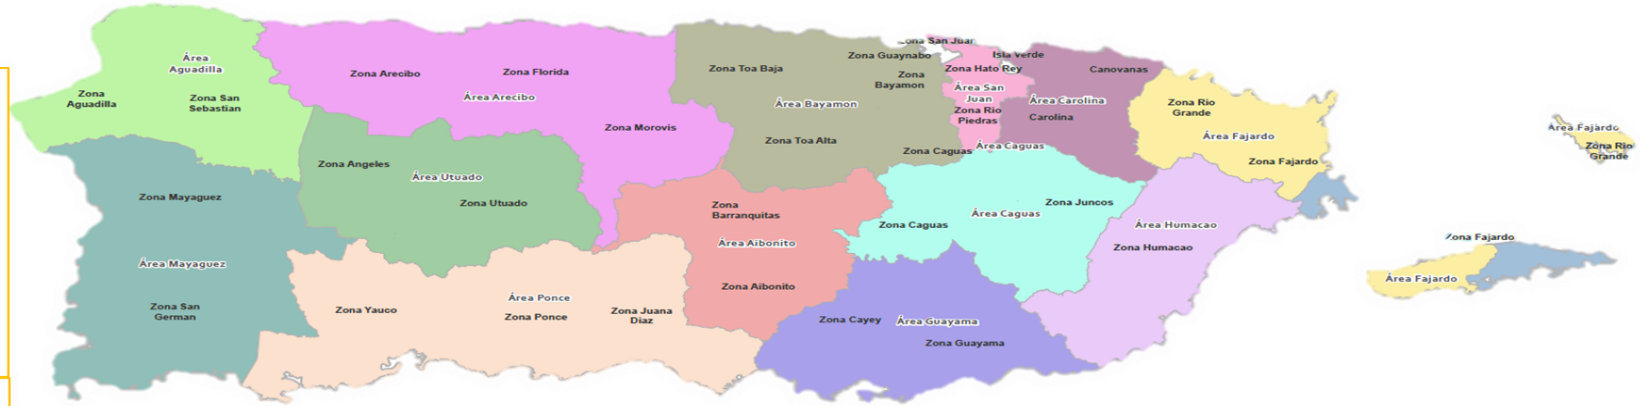 Área
Aguadilla
Zona
Aguadilla
Zona San
Sebastian
Zona Arecibo
Zona Florida
Área Arecibo
Zona Morovis
Zona Toa Baja
Zona Guaynabo
Zona
Bayamon
Área Bayamon
Zona Toa Alta
Zona Caguas
Zona San Juan
Isla Verde
Zona Hato Rey
Área San
Juan
Zona Rio
Piedras
Canovanas
Área Carolina
Carolina
Área Caguas
Zona Rio
Grande
Área Fajardo
Zona Fajardo
Área Fajardo
Zona Rio
Grande
Zona Angeles
Área Utuado
Zona Utuado
Zona Mayaguez
Área Mayaguez
Zona San
German
Zona
Barranquitas
Área Aibonito
Zona Aibonito
Zona Caguas
Área Caguas
Zona Juncos
Área Humacao
Zona Humacao
Zona Fajardo
Área Fajardo
Zona Yauco
Área Ponce
Zona Ponce
Zona Juana
Diaz
Zona Cayey
Área Guayama
Zona Guayama